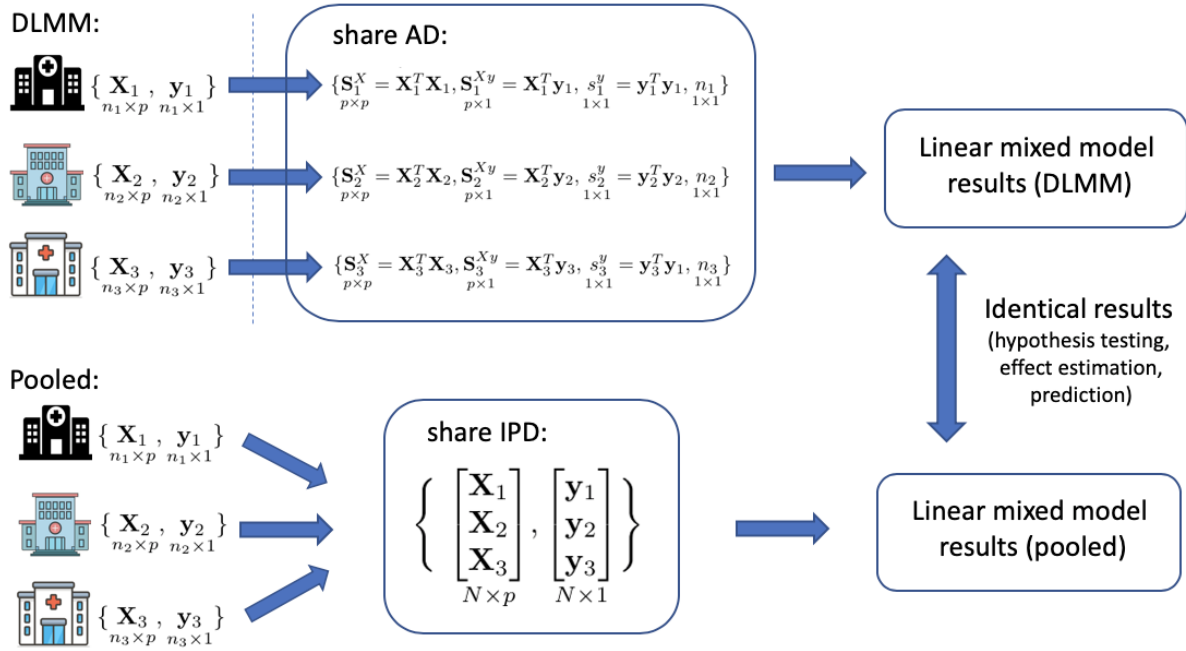 DLMM:
share AD:
{ X₁ , y₁ }
n₁×p n₁×1
{S₁ˣ = X₁ᵀX₁, S₁ˣʸ = X₁ᵀy₁, s₁ʸ = y₁ᵀy₁, n₁}
p×p p×1 1×1 1×1
{ X₂ , y₂ }
n₂×p n₂×1
{S₂ˣ = X₂ᵀX₂, S₂ˣʸ = X₂ᵀy₂, s₂ʸ = y₂ᵀy₂, n₂}
p×p p×1 1×1 1×1
{ X₃ , y₃ }
n₃×p n₃×1
{S₃ˣ = X₃ᵀX₃, S₃ˣʸ = X₃ᵀy₃, s₃ʸ = y₃ᵀy₁, n₃}
p×p p×1 1×1 1×1
Linear mixed model
results (DLMM)
Identical results
(hypothesis testing,
effect estimation,
prediction)
Pooled:
{ X₁ , y₁ }
n₁×p n₁×1
{ X₂ , y₂ }
n₂×p n₂×1
{ X₃ , y₃ }
n₃×p n₃×1
share IPD:
{ [X₁] , [y₁] }
X₂ y₂
X₃ y₃
N×p N×1
Linear mixed model
results (pooled)